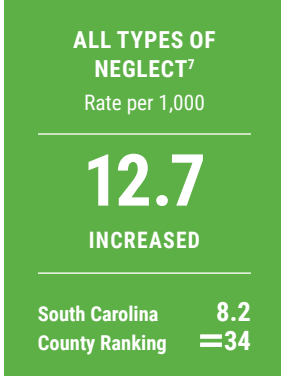 ALL TYPES OF
NEGLECT⁷
Rate per 1,000
12.7
INCREASED
South Carolina 8.2
County Ranking =34